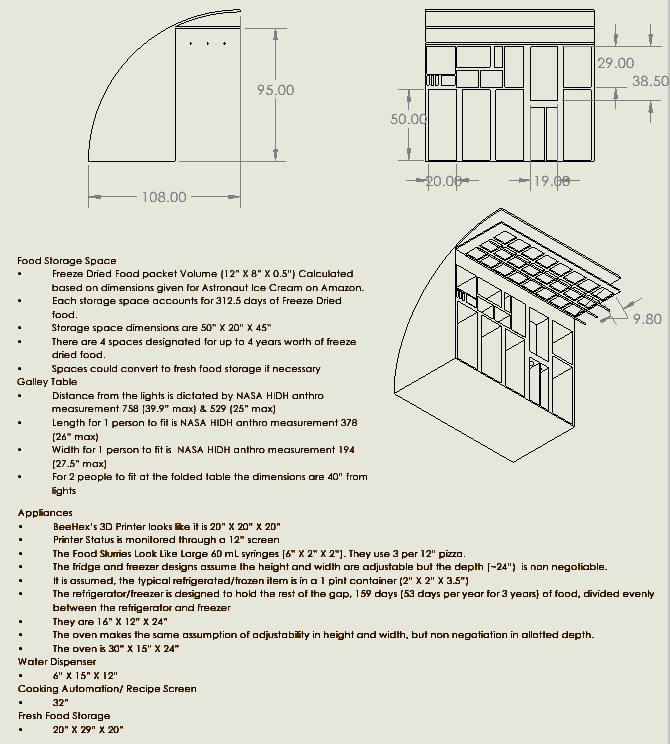 95.00
108.00
29.00
38.50
50.00
20.00
19.00
9.80
Food Storage Space
• Freeze Dried Food packet Volume (12" X 8" X 0.5") Calculated
based on dimensions given for Astronaut Ice Cream on Amazon.
• Each storage space accounts for 312.5 days of Freeze Dried
food.
• Storage space dimensions are 50" X 20" X 45"
• There are 4 spaces designated for up to 4 years worth of freeze
dried food.
• Spaces could convert to fresh food storage if necessary
Galley Table
• Distance from the lights is dictated by NASA HIDH anthro
measurement 758 (39.9" max) & 529 (25" max)
• Length for 1 person to fit is NASA HIDH anthro measurement 378
(26" max)
• Width for 1 person to fit is NASA HIDH anthro measurement 194
(27.5" max)
• For 2 people to fit at the folded table the dimensions are 40" from
lights
Appliances
• BeeHex's 3D Printer looks like it is 20" X 20" X 20"
• Printer Status is monitored through a 12" screen
• The Food Slurries Look Like Large 60 mL syringes (6" X 2" X 2"). They use 3 per 12" pizza.
• The fridge and freezer designs assume the height and width are adjustable but the depth (~24") is non negotiable.
• It is assumed, the typical refrigerated/frozen item is in a 1 pint container (2" X 2" X 3.5")
• The refrigerator/freezer is designed to hold the rest of the gap, 159 days (53 days per year for 3 years) of food, divided evenly
between the refrigerator and freezer
• They are 16" X 12" X 24"
• The oven makes the same assumption of adjustability in height and width, but non negotiation in allotted depth.
• The oven is 30" X 15" X 24"
Water Dispenser
• 6" X 15" X 12"
Cooking Automation/ Recipe Screen
• 32"
Fresh Food Storage
• 20" X 29" X 20"